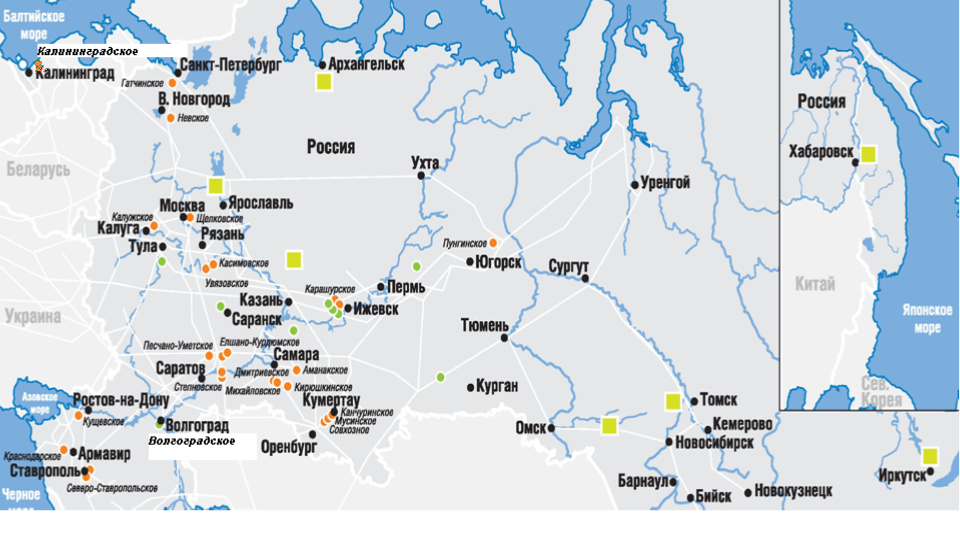 Балтийское
море
Калининградское
Калининград
Санкт-Петербург
Гатчинское
В. Новгород
Невское
Архангельск
Россия
Ухта
Уренгой
Беларусь
Москва
Ярославль
Калужское
Щелковское
Калуга
Рязань
Тула
Касимовское
Увязовское
Пунгинское
Югорск
Сургут
Пермь
Карашурское
Казань
Ижевск
Саранск
Украина
Тюмень
Песчано-Уметское
Елшано-Курдюмское
Самара
Саратов
Дмитриевское
Аманакское
Степновское
Михайловское
Кирюшкинское
Курган
Кумертау
Канчуринское
Мусинское
Совхозное
Оренбург
Азовское
море
Ростов-на-Дону
Кущевское
Волгоград
Волгоградское
Краснодарское
Армавир
Ставрополь
Северо-Ставропольское
Черное
море
Омск
Томск
Кемерово
Новосибирск
Барнаул
Бийск
Новокузнецк
Иркутск
Россия
Хабаровск
Китай
Японское
море
Сев.
Корея